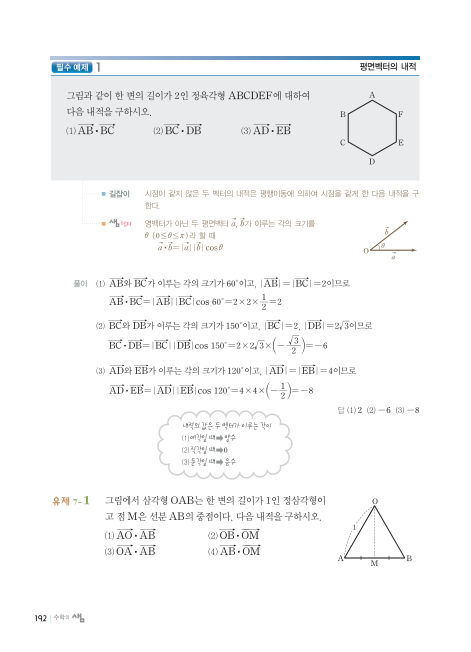 필수 예제 1
평면벡터의 내적
그림과 같이 한 변의 길이가 2인 정육각형 ABCDEF에 대하여
다음 내적을 구하시오.
(1) $\overrightarrow{AB}\cdot\overrightarrow{BC}$ (2) $\overrightarrow{BC}\cdot\overrightarrow{DB}$ (3) $\overrightarrow{AD}\cdot\overrightarrow{EB}$
A
B
F
C
E
D
길잡이 시점이 같지 않은 두 벡터의 내적은 평행이동에 의하여 시점을 같게 한 다음 내적을 구
한다.
영벡터가 아닌 두 평면벡터 $\vec{a}$, $\vec{b}$가 이루는 각의 크기를
θ (0≤θ≤π)라 할 때
$\vec{a}\cdot\vec{b}=|\vec{a}||\vec{b}|\cos\theta$
$\vec{b}$
θ
O
$\vec{a}$
풀이 (1) $\overrightarrow{AB}$와 $\overrightarrow{BC}$가 이루는 각의 크기가 60°이고, $|\overrightarrow{AB}|=|\overrightarrow{BC}|=2$이므로
$\overrightarrow{AB}\cdot\overrightarrow{BC}=|\overrightarrow{AB}||\overrightarrow{BC}|\cos 60°=2\times2\times\frac{1}{2}=2$
(2) $\overrightarrow{BC}$와 $\overrightarrow{DB}$가 이루는 각의 크기가 150°이고, $|\overrightarrow{BC}|=2$, $|\overrightarrow{DB}|=2\sqrt{3}$이므로
$\overrightarrow{BC}\cdot\overrightarrow{DB}=|\overrightarrow{BC}||\overrightarrow{DB}|\cos 150°=2\times2\sqrt{3}\times\left(-\frac{\sqrt{3}}{2}\right)=-6$
(3) $\overrightarrow{AD}$와 $\overrightarrow{EB}$가 이루는 각의 크기가 120°이고, $|\overrightarrow{AD}|=|\overrightarrow{EB}|=4$이므로
$\overrightarrow{AD}\cdot\overrightarrow{EB}=|\overrightarrow{AD}||\overrightarrow{EB}|\cos 120°=4\times4\times\left(-\frac{1}{2}\right)=-8$
답 (1) 2 (2) -6 (3) -8
내적의 값은 두 벡터가 이루는 각이
(1) 예각일 때 ➡ 양수
(2) 직각일 때 ➡ 0
(3) 둔각일 때 ➡ 음수
유제 7-1 그림에서 삼각형 OAB는 한 변의 길이가 1인 정삼각형이
고 점 M은 선분 AB의 중점이다. 다음 내적을 구하시오.
(1) $\overrightarrow{AO}\cdot\overrightarrow{AB}$ (2) $\overrightarrow{OB}\cdot\overrightarrow{OM}$
(3) $\overrightarrow{OA}\cdot\overrightarrow{AB}$ (4) $\overrightarrow{AB}\cdot\overrightarrow{OM}$
O
1
A
M
B
192 수학의 샘